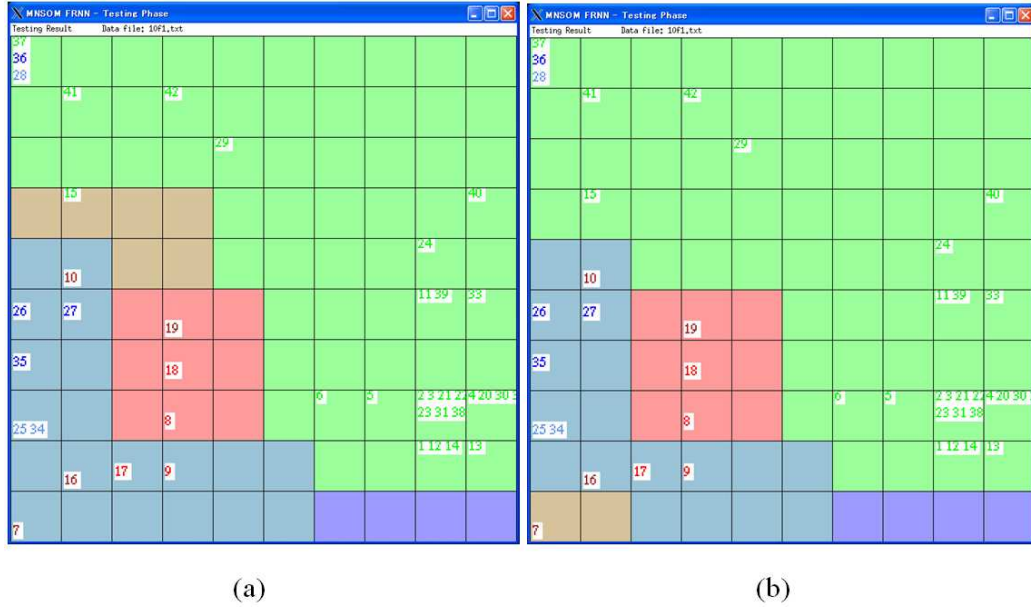 MNSOM FRNN - Testing Phase
Testing Result Data file: 10f1.txt
37
36
28
41 42
29
15 40
24
10
11 39 33
26 27
19
35
18
6 5 2 3 21 22 4 20 30
23 31 38
8
25 34
1 12 14 13
17 9
16
7
MNSOM FRNN - Testing Phase
Testing Result Data file: 10f1.txt
37
36
28
41 42
29
15 40
24
10
11 39 33
26 27
19
35
18
6 5 2 3 21 22 4 20 30
23 31 38
8
25 34
1 12 14 13
17 9
16
7
(a) (b)